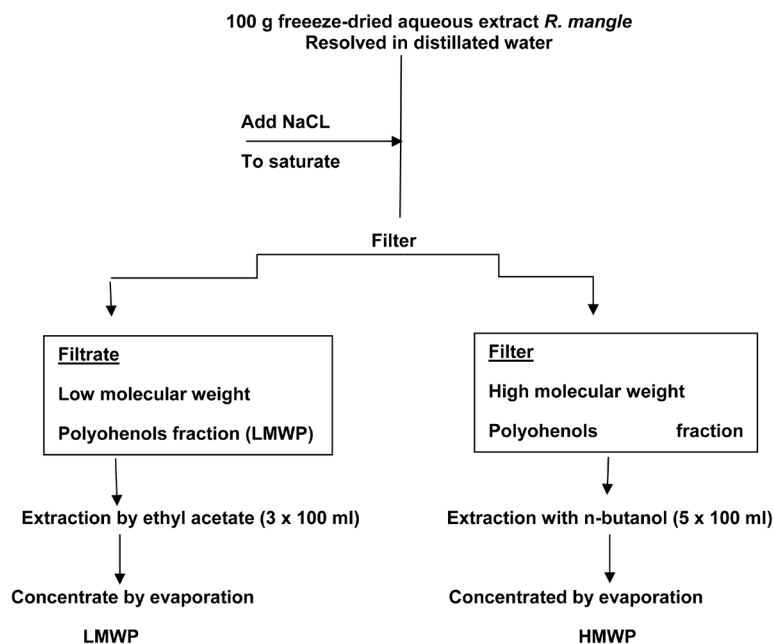 100 g freeeze-dried aqueous extract R. mangle
Resolved in distillated water
Add NaCL
To saturate
Filter
Filtrate
Low molecular weight
Polyohenols fraction (LMWP)
Extraction by ethyl acetate (3 x 100 ml)
Concentrate by evaporation
LMWP
Filter
High molecular weight
Polyohenols fraction
Extraction with n-butanol (5 x 100 ml)
Concentrated by evaporation
HMWP